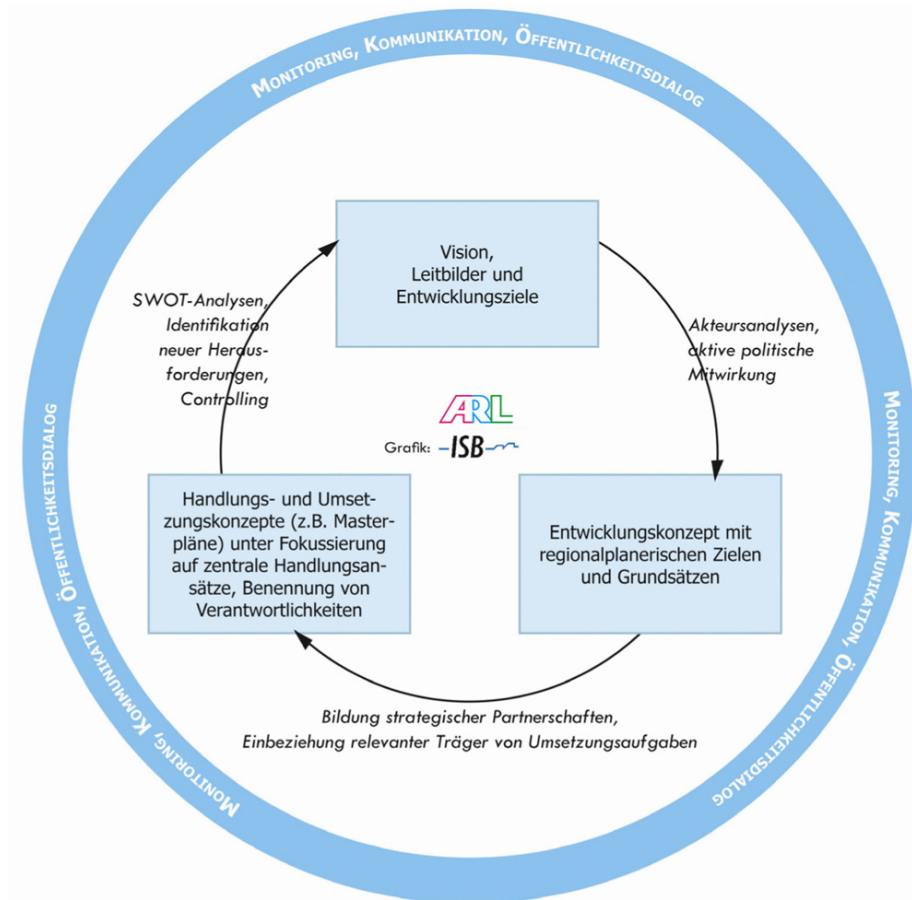 MONITORING, KOMMUNIKATION, ÖFFENTLICHKEITSDIALOG
Vision,
Leitbilder und
Entwicklungsziele
SWOT-Analysen,
Identifikation
neuer Heraus-
forderungen,
Controlling
Akteursanalysen,
aktive politische
Mitwirkung
ARL
Grafik: ISB
Handlungs- und Umset-
zungskonzepte (z.B. Master-
pläne) unter Fokussierung
auf zentrale Handlungsan-
sätze, Benennung von
Verantwortlichkeiten
Entwicklungskonzept mit
regionalplanerischen Zielen
und Grundsätzen
Bildung strategischer Partnerschaften,
Einbeziehung relevanter Träger von Umsetzungsaufgaben
MONITORING, KOMMUNIKATION, ÖFFENTLICHKEITSDIALOG
MONITORING, KOMMUNIKATION, ÖFFENTLICHKEITSDIALOG